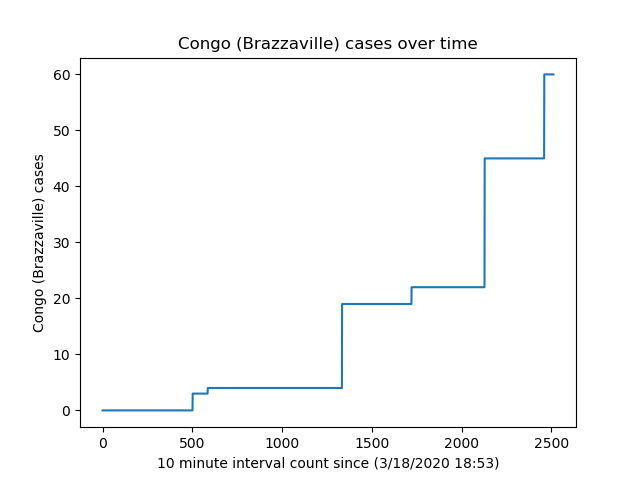 Congo (Brazzaville) cases over time
Congo (Brazzaville) cases
60
50
40
30
20
10
0
0 500 1000 1500 2000 2500
10 minute interval count since (3/18/2020 18:53)